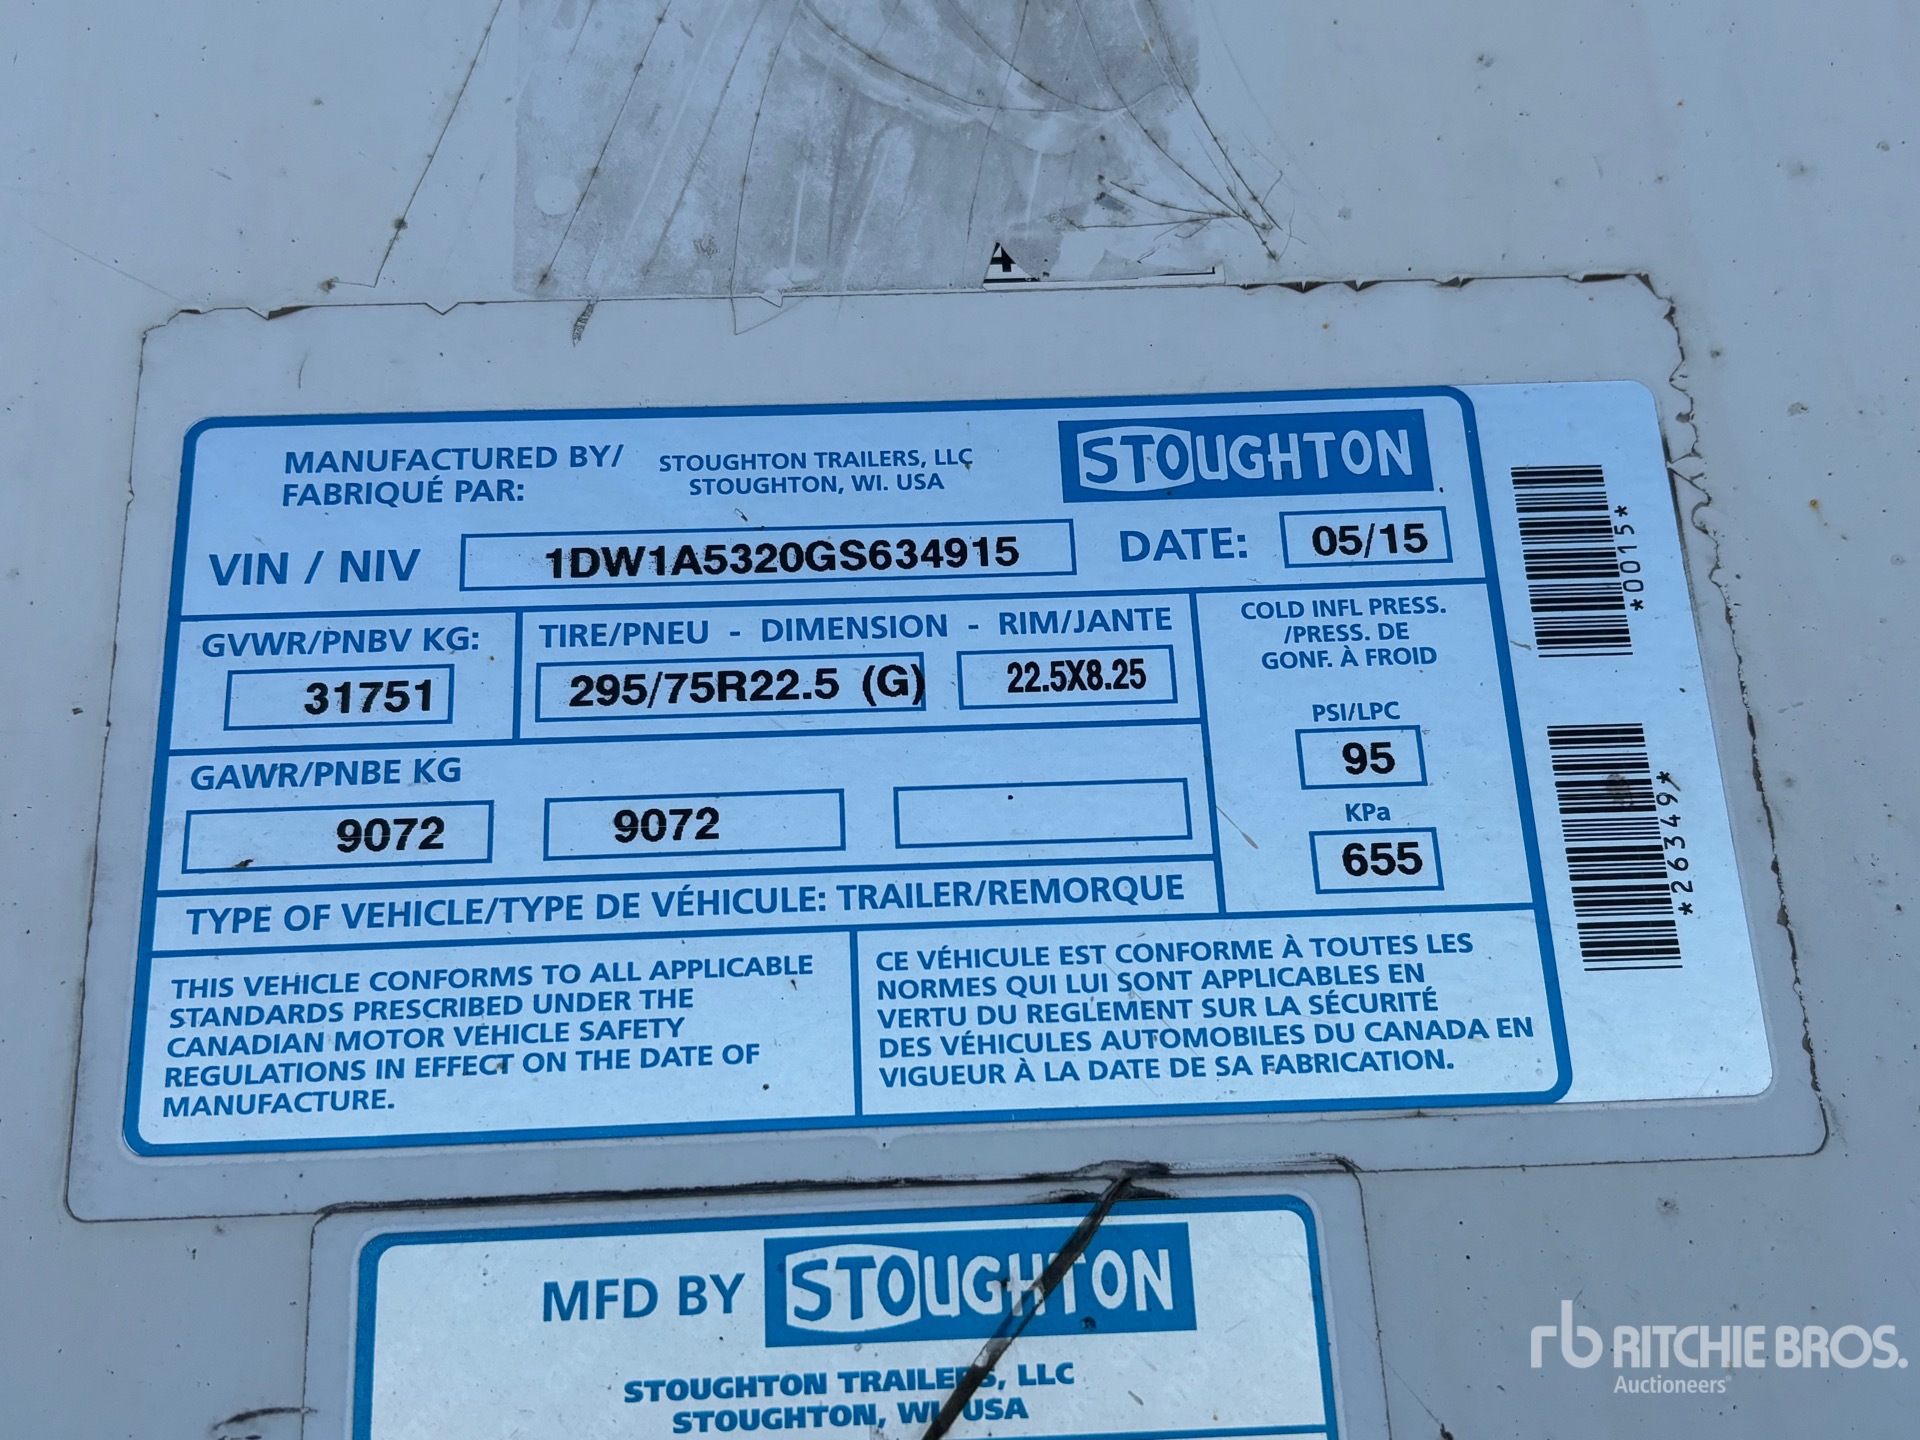 4
MANUFACTURED BY/
FABRIQUÉ PAR:
STOUGHTON TRAILERS, LLC
STOUGHTON, WI. USA
STOUGHTON
VIN / NIV 1DW1A5320GS634915 DATE: 05/15
GVWR/PNBV KG:
31751
TIRE/PNEU - DIMENSION - RIM/JANTE
295/75R22.5 (G) 22.5X8.25
COLD INFL PRESS.
/PRESS. DE
GONF. À FROID
PSI/LPC
95
KPa
655
GAWR/PNBE KG
9072 9072
TYPE OF VEHICLE/TYPE DE VÉHICULE: TRAILER/REMORQUE
THIS VEHICLE CONFORMS TO ALL APPLICABLE
STANDARDS PRESCRIBED UNDER THE
CANADIAN MOTOR VEHICLE SAFETY
REGULATIONS IN EFFECT ON THE DATE OF
MANUFACTURE.
CE VÉHICULE EST CONFORME À TOUTES LES
NORMES QUI LUI SONT APPLICABLES EN
VERTU DU REGLEMENT SUR LA SÉCURITÉ
DES VÉHICULES AUTOMOBILES DU CANADA EN
VIGUEUR À LA DATE DE SA FABRICATION.
*0015*
*26349*
MFD BY STOUGHTON
STOUGHTON TRAILERS, LLC
STOUGHTON, WI USA
rb RITCHIE BROS.
Auctioneers